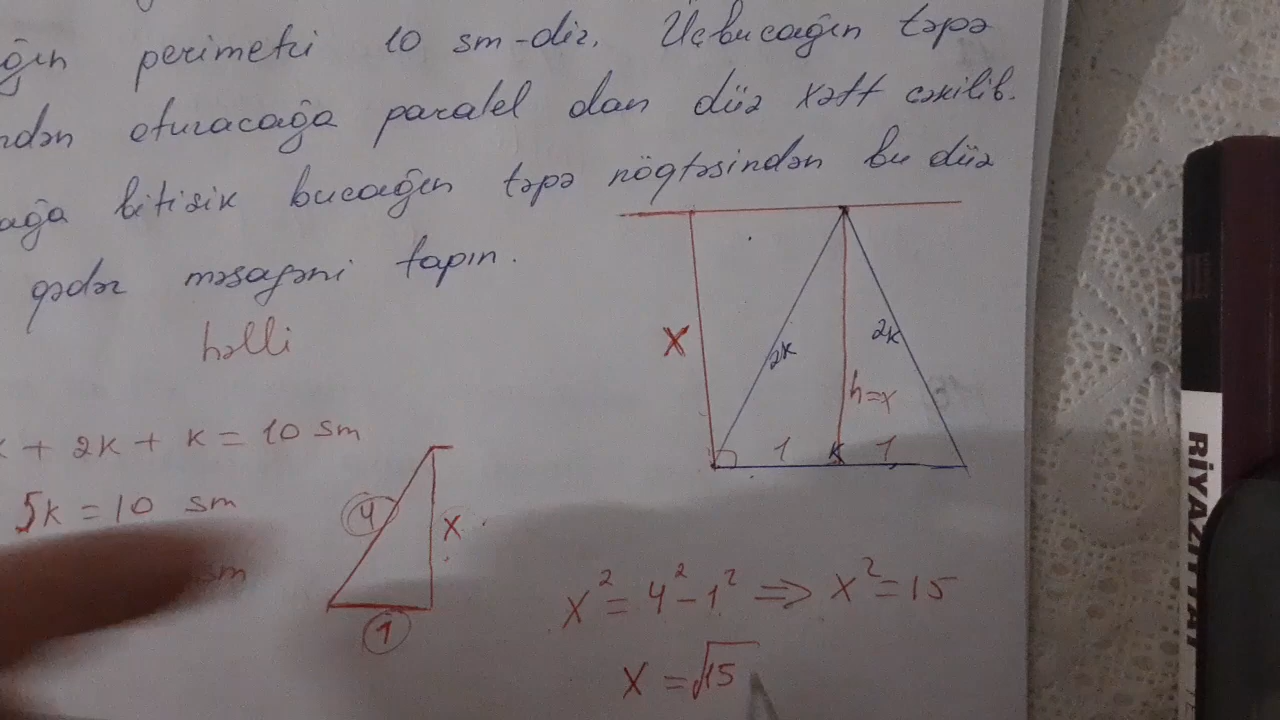 ğın perimetri 10 sm-dir. Üçbucağın təpə
ndən oturacağa paralel olan düz xətt çəkilib.
ağa bitişik bucağın təpə nöqtəsindən bu düz
qədər məsafəni tapın.
həlli
X
2k
2k
h=x
1 K 1
+ 2k + k = 10 sm
5k = 10 sm
sm
4
x
1
x² = 4² - 1² => x² = 15
x = √15
RİYAZİYYAT